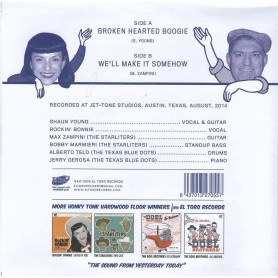 SIDE A
BROKEN HEARTED BOOGIE
(S. YOUNG)
SIDE B
WE'LL MAKE IT SOMEHOW
(M. ZAMPINI)
RECORDED AT JET-TONE STUDIOS, AUSTIN, TEXAS, AUGUST, 2014
SHAUN YOUNG VOCAL & GUITAR
ROCKIN' BONNIE VOCAL
MAX ZAMPINI (THE STARLITERS) GUITAR
BOBBY MARMIERI (THE STARLITERS) STANDUP BASS
ALBERTO TELO (THE TEXAS BLUE DOTS) DRUMS
JERRY GEROSA (THE TEXAS BLUE DOTS) PIANO
MORE HONKY TONK HARDWOOD FLOOR WINNERS from EL TORO RECORDS
"THE SOUND FROM YESTERDAY TODAY"